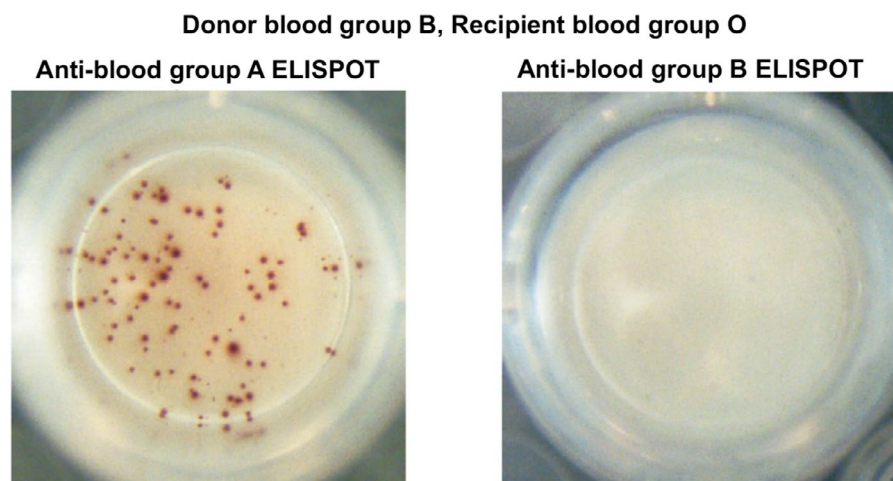 Donor blood group B, Recipient blood group O
Anti-blood group A ELISPOT
Anti-blood group B ELISPOT